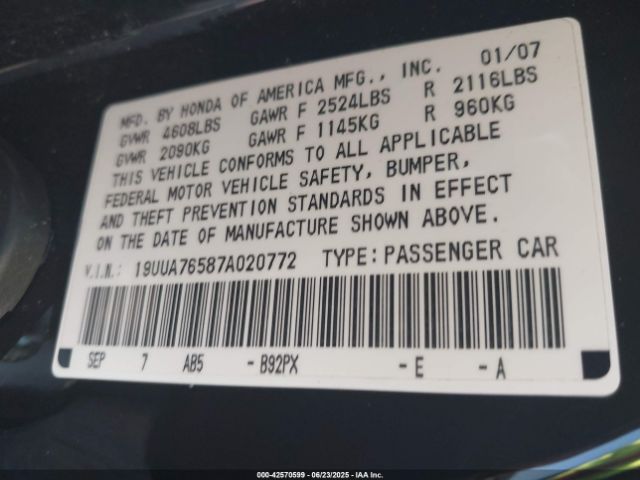 MFD. BY HONDA OF AMERICA MFG., INC. 01/07
GVWR 4608LBS GAWR F 2524LBS R 2116LBS
GVWR 2090KG GAWR F 1145KG R 960KG
THIS VEHICLE CONFORMS TO ALL APPLICABLE
FEDERAL MOTOR VEHICLE SAFETY, BUMPER,
AND THEFT PREVENTION STANDARDS IN EFFECT
ON THE DATE OF MANUFACTURE SHOWN ABOVE.
V.I.N.: 19UUA76587A020772 TYPE: PASSENGER CAR
SEP 7 AB5 - B92PX - E - A
000-42570599 - 06/23/2025 - IAA Inc.